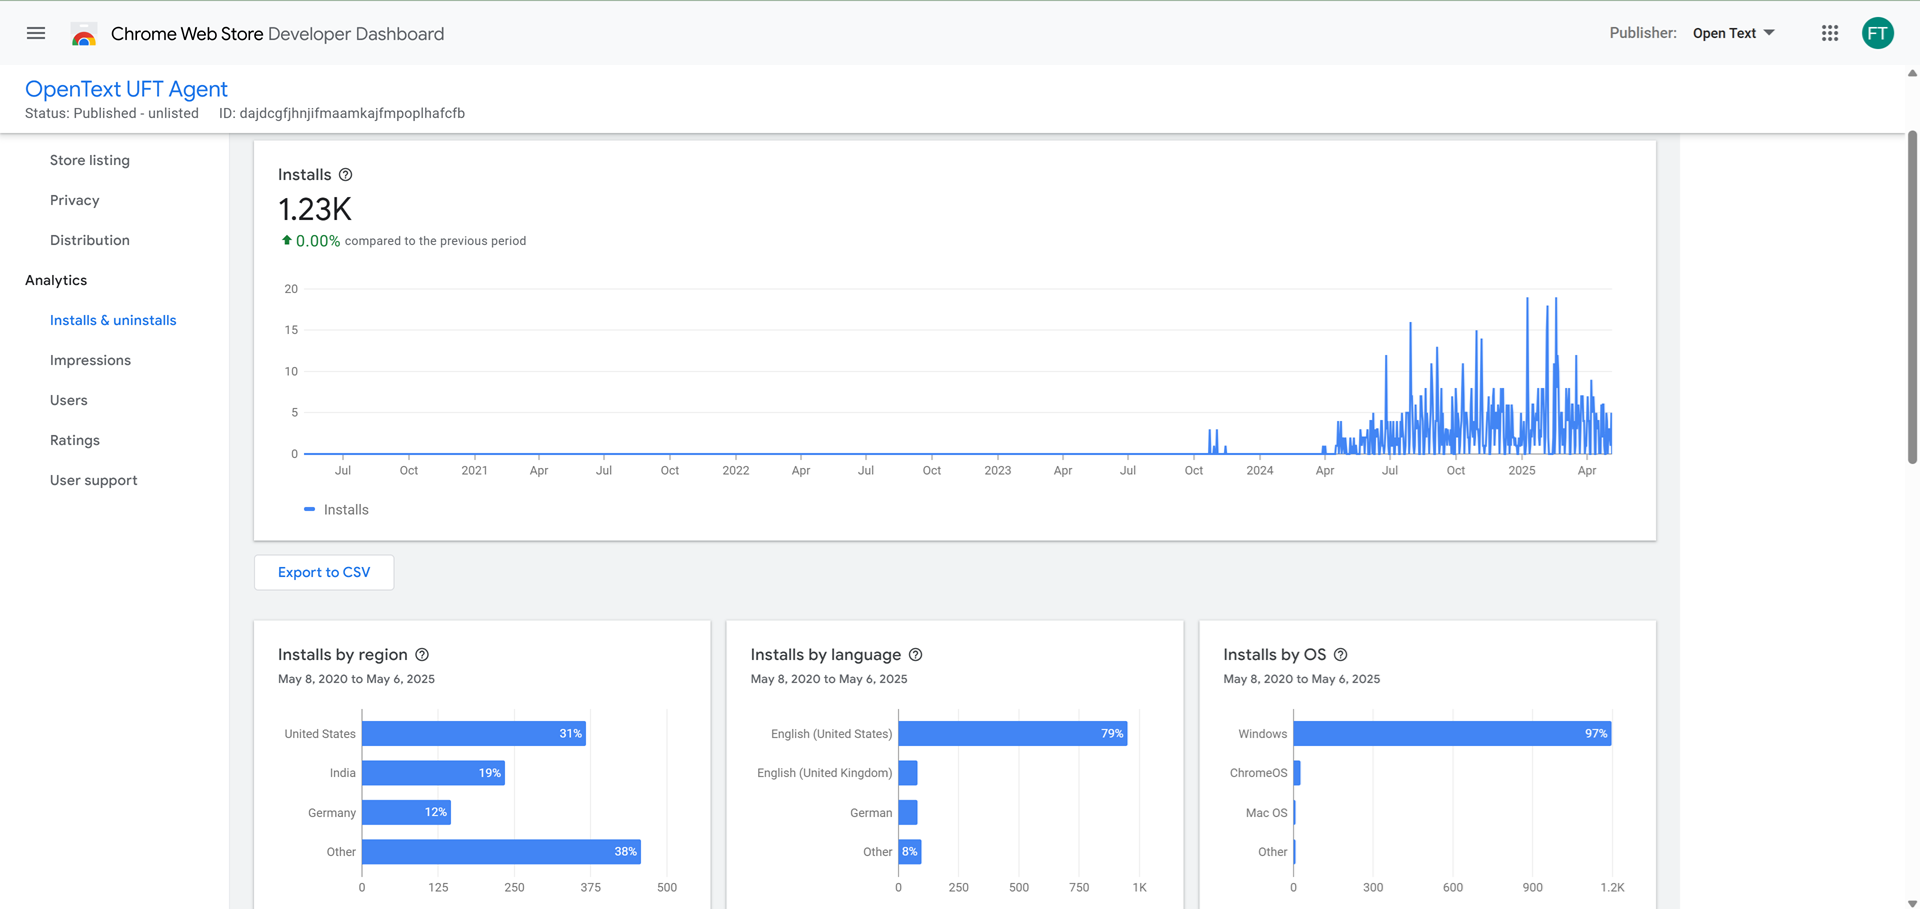 Chrome Web Store Developer Dashboard
Publisher: Open Text
FT
OpenText UFT Agent
Status: Published - unlisted ID: dajdcgfjhnjifmaamkajfmpoplhafcfb
Store listing
Privacy
Distribution
Analytics
Installs & uninstalls
Impressions
Users
Ratings
User support
Installs
1.23K
0.00% compared to the previous period
20
15
10
5
0
Jul Oct 2021 Apr Jul Oct 2022 Apr Jul Oct 2023 Apr Jul Oct 2024 Apr Jul Oct 2025 Apr
Installs
Export to CSV
Installs by region
May 8, 2020 to May 6, 2025
United States 31%
India 19%
Germany 12%
Other 38%
0 125 250 375 500
Installs by language
May 8, 2020 to May 6, 2025
English (United States) 79%
English (United Kingdom)
German
Other 8%
0 250 500 750 1K
Installs by OS
May 8, 2020 to May 6, 2025
Windows 97%
ChromeOS
Mac OS
Other
0 300 600 900 1.2K